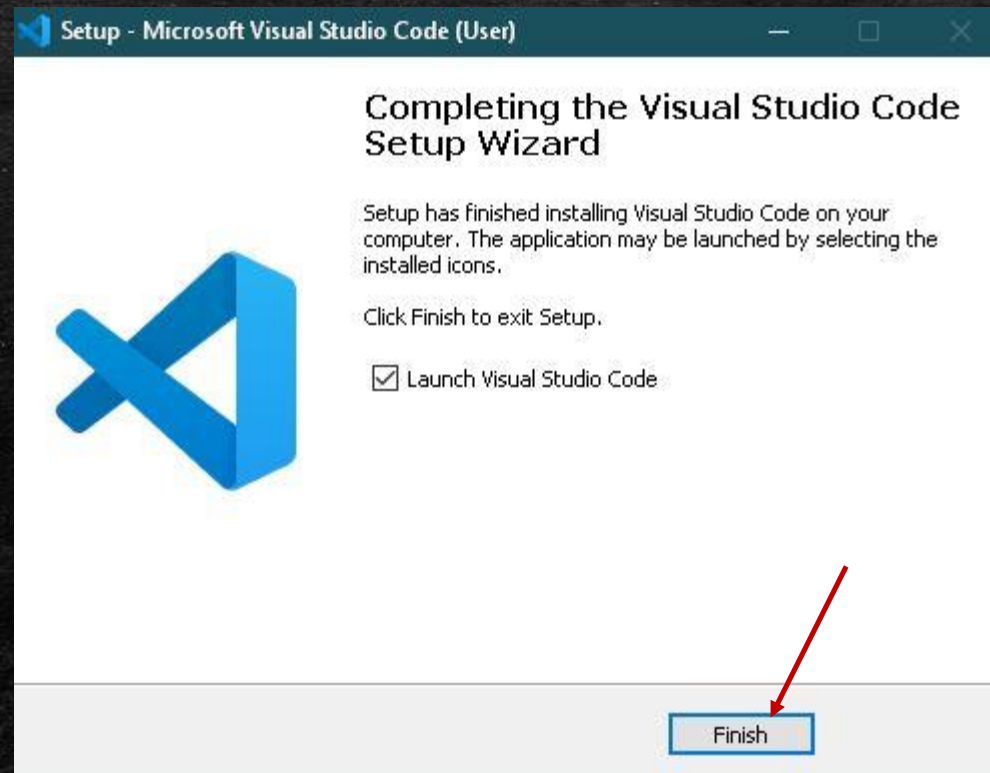 Setup - Microsoft Visual Studio Code (User)
Completing the Visual Studio Code
Setup Wizard
Setup has finished installing Visual Studio Code on your
computer. The application may be launched by selecting the
installed icons.
Click Finish to exit Setup.
Launch Visual Studio Code
Finish